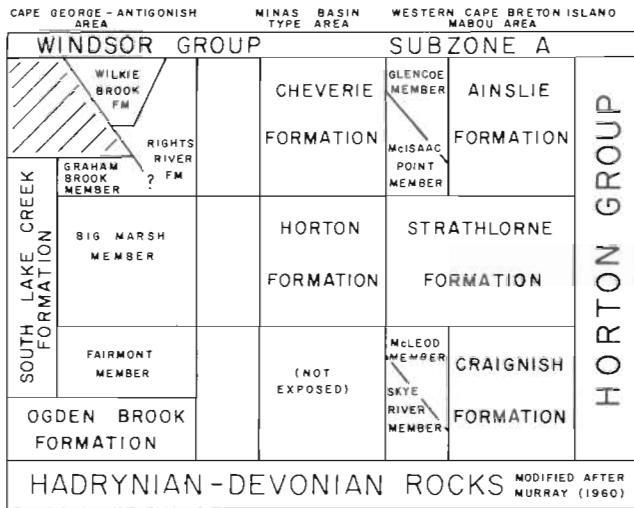 CAPE GEORGE-ANTIGONISH
AREA
MINAS BASIN
TYPE AREA
WESTERN CAPE BRETON ISLAND
MABOU AREA
WINDSOR GROUP
SUBZONE A
WILKIE
BROOK
FM
RIGHTS
RIVER
FM
?
GRAHAM
BROOK
MEMBER
CHEVERIE
FORMATION
GLENCOE
MEMBER
McISAAC
POINT
MEMBER
AINSLIE
FORMATION
HORTON GROUP
SOUTH LAKE CREEK
FORMATION
BIG MARSH
MEMBER
HORTON
FORMATION
STRATHLORNE
FORMATION
FAIRMONT
MEMBER
(NOT
EXPOSED)
McLEOD
MEMBER
SKYE
RIVER
MEMBER
CRAIGNISH
FORMATION
OGDEN BROOK
FORMATION
HADRYNIAN-DEVONIAN ROCKS
MODIFIED AFTER
MURRAY (1960)